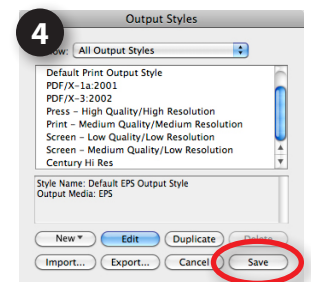 Output Styles
4
ow: All Output Styles
Default Print Output Style
PDF/X-1a:2001
PDF/X-3:2002
Press – High Quality/High Resolution
Print – Medium Quality/Medium Resolution
Screen – Low Quality/Low Resolution
Screen – Medium Quality/Low Resolution
Century Hi Res
Style Name: Default EPS Output Style
Output Media: EPS
New Edit Duplicate Delete
Import... Export... Cancel Save